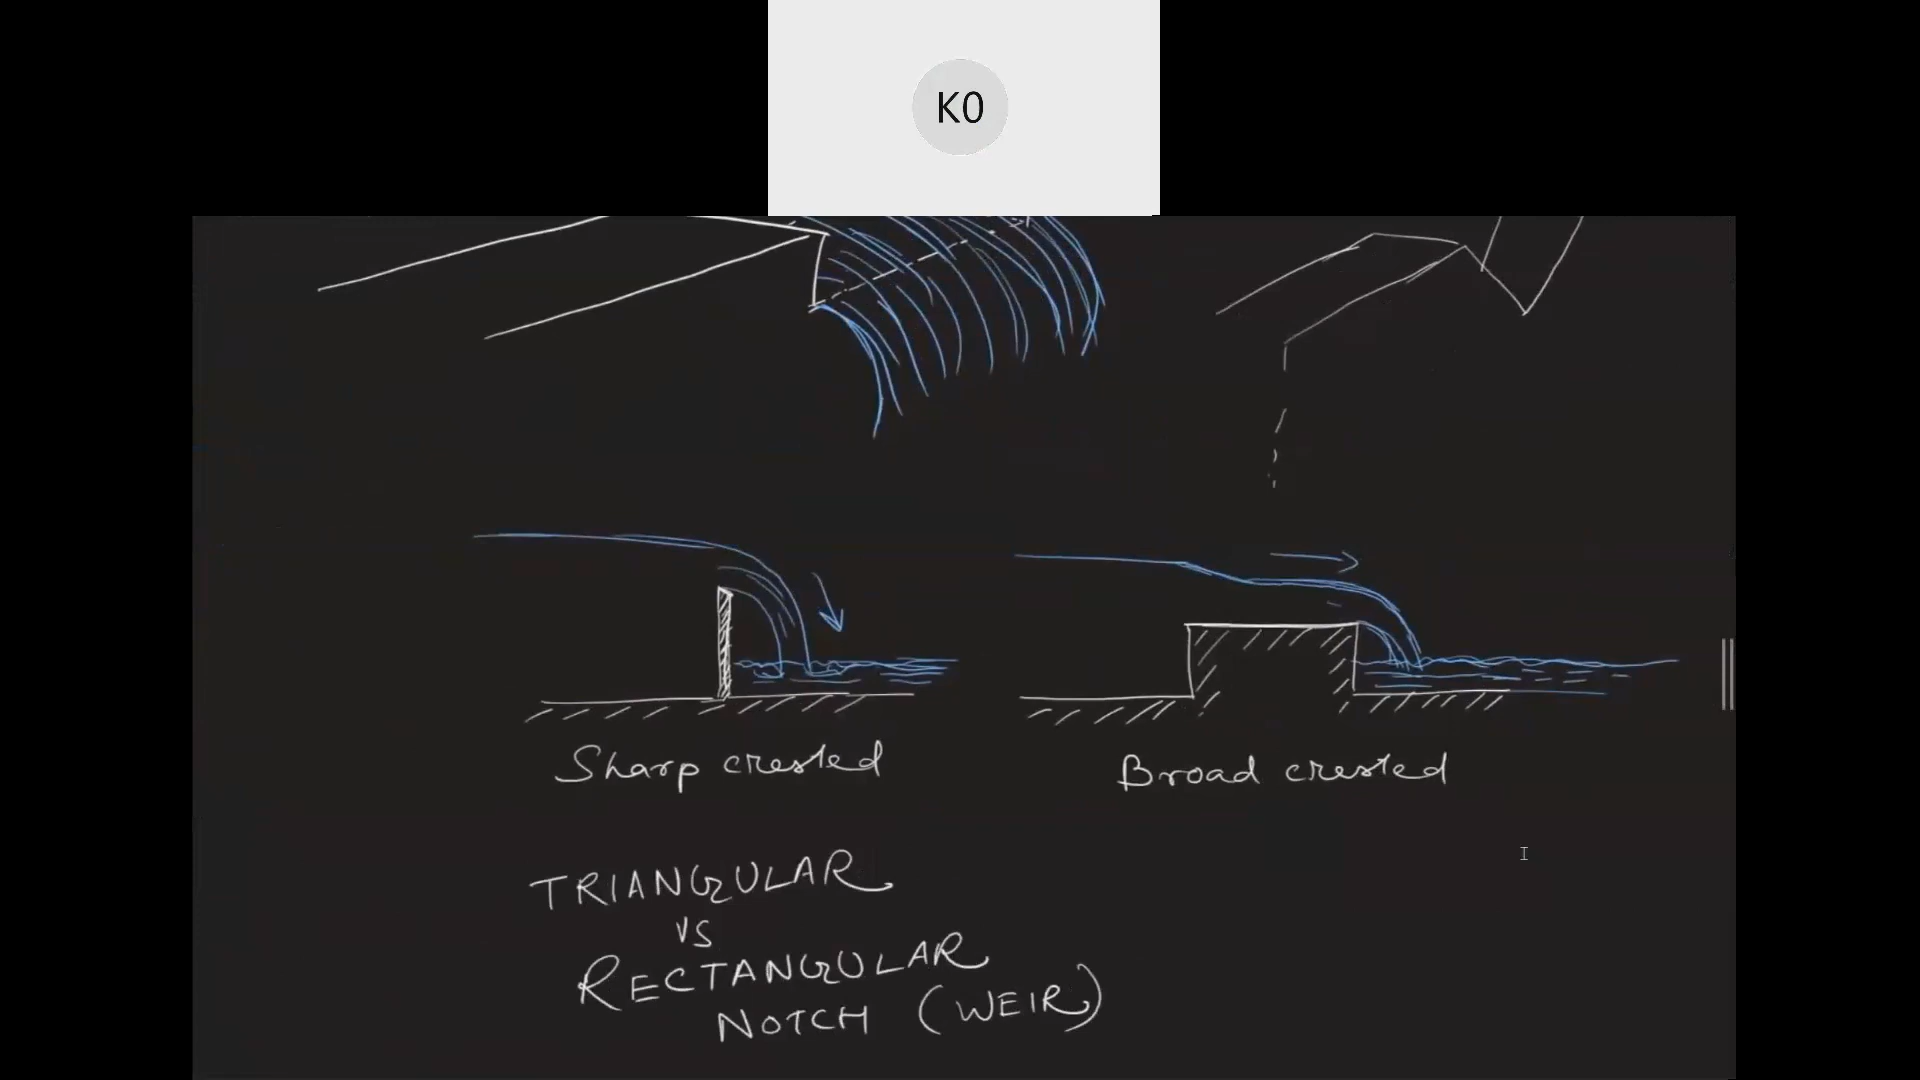 K0
Sharp crested
Broad crested
TRIANGULAR
VS
RECTANGULAR
NOTCH (WEIR)